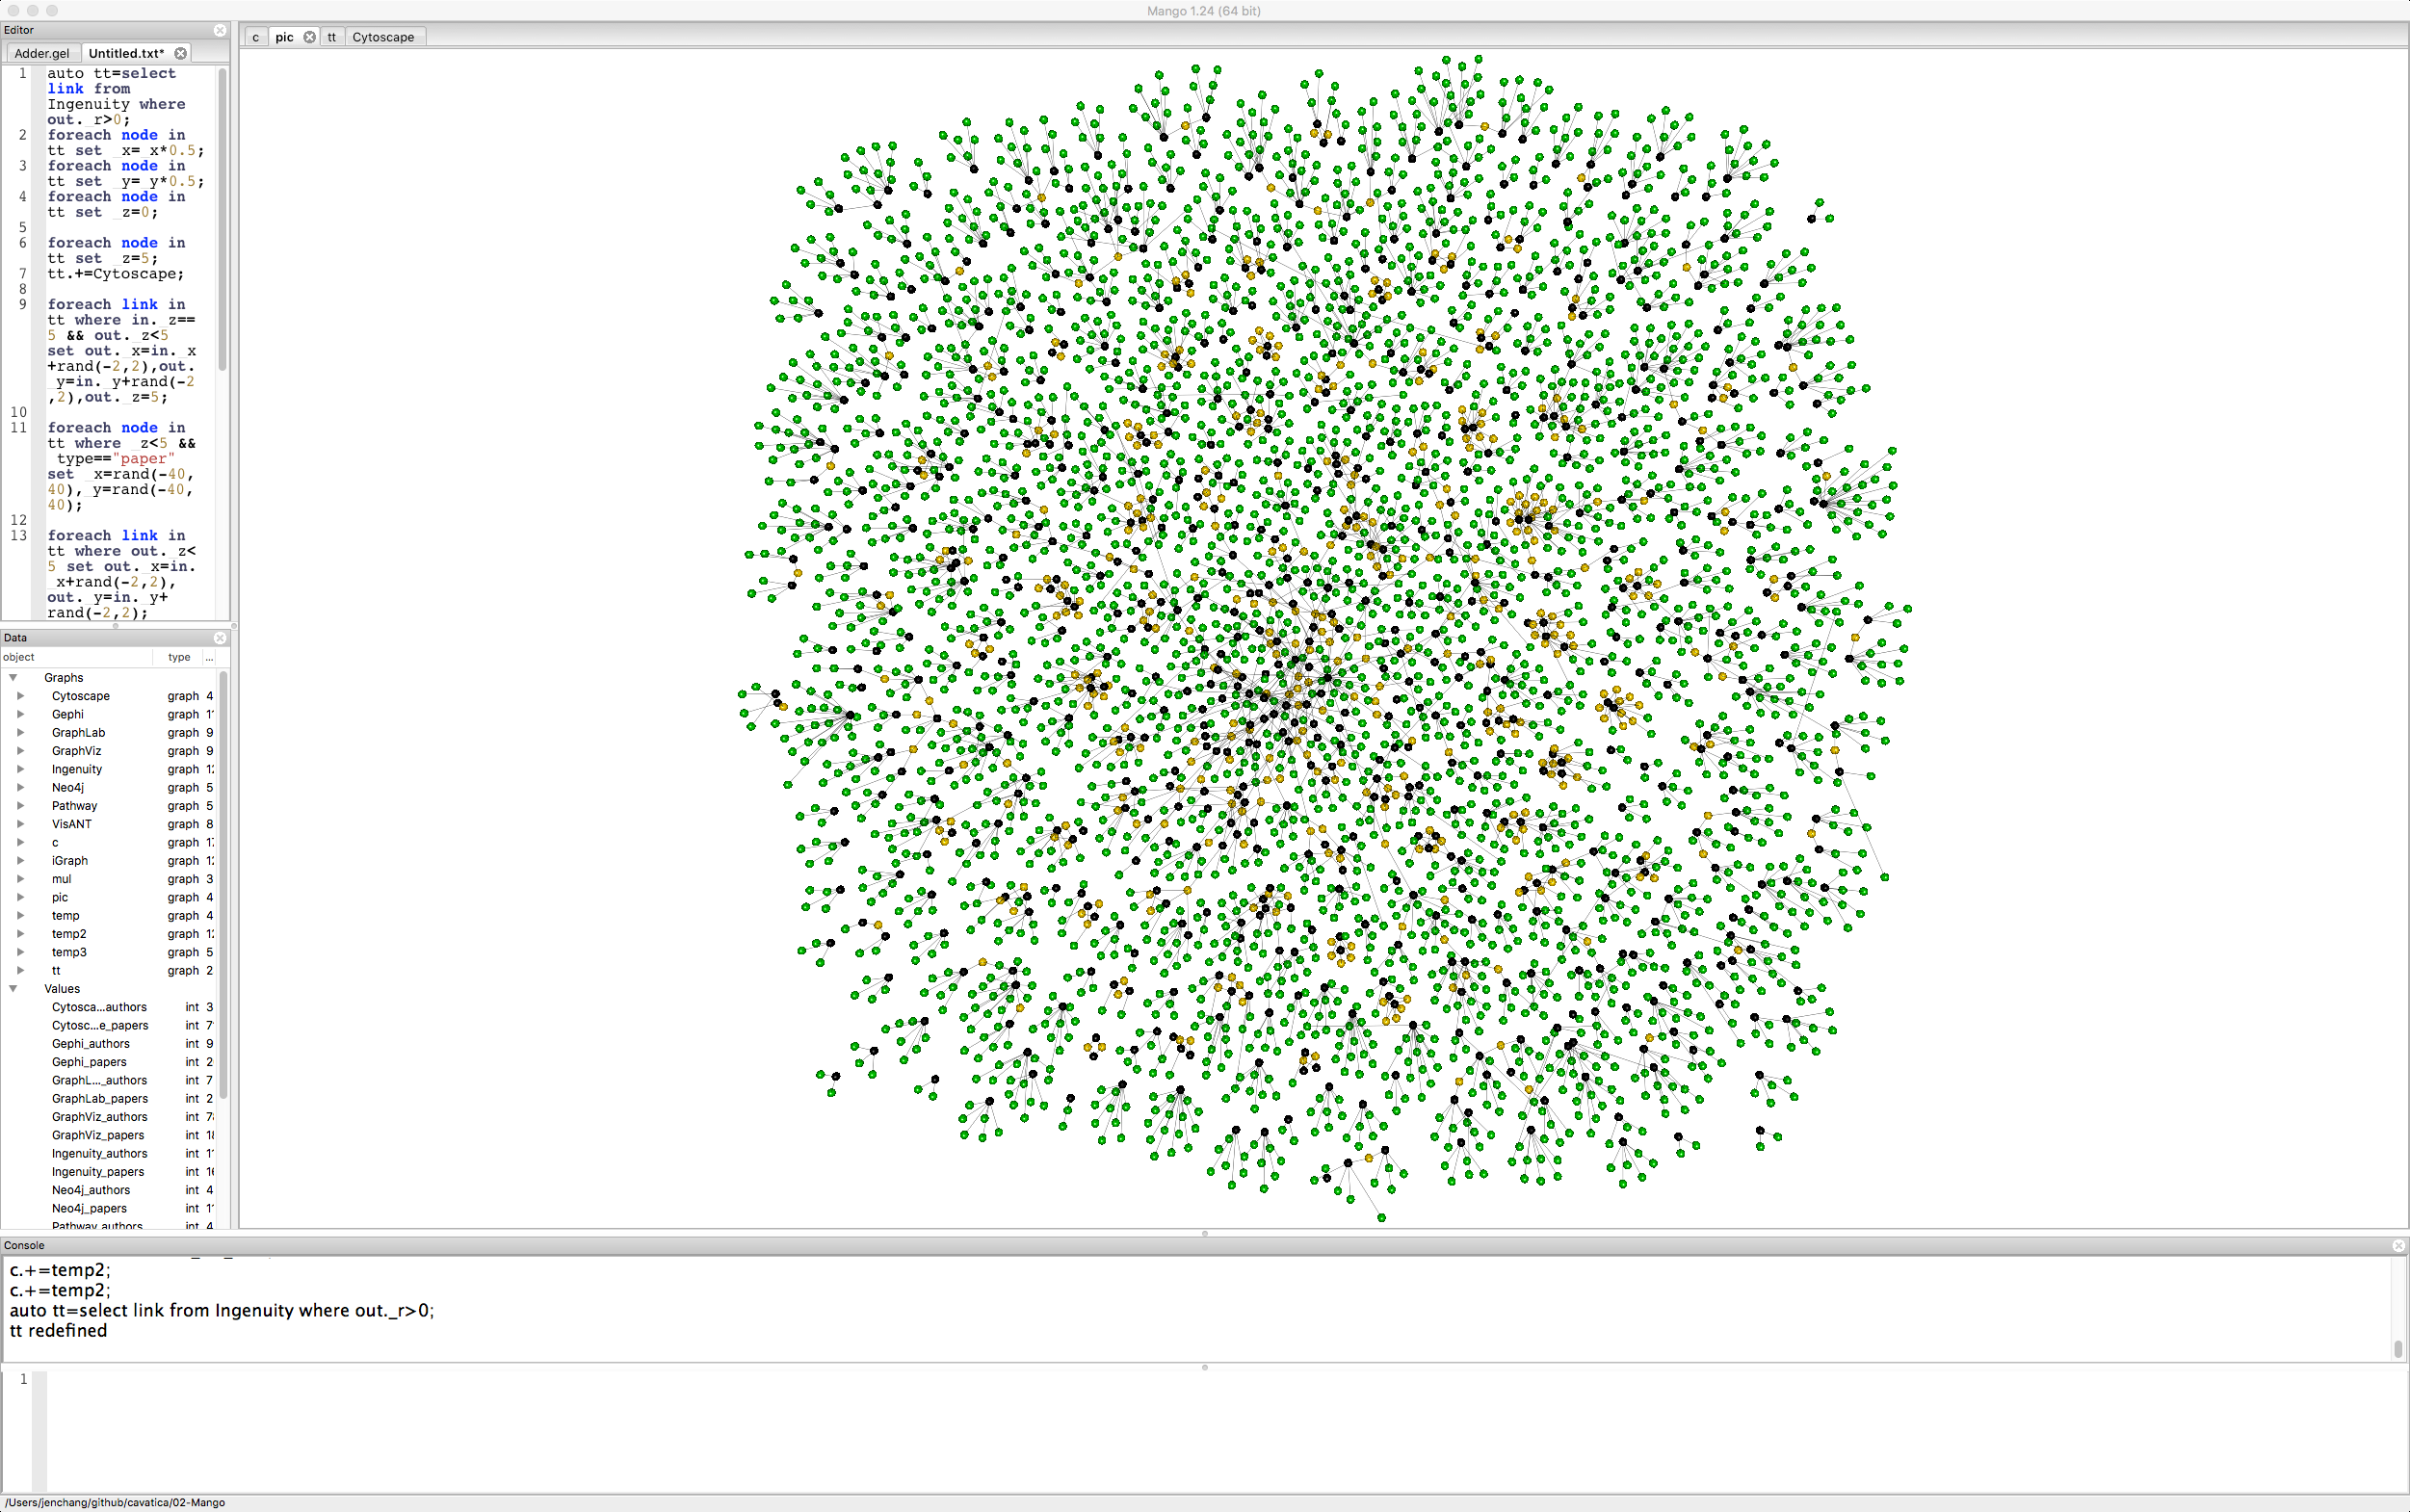 Mango 1.24 (64 bit)
Editor
Adder.gel
Untitled.txt*
1 auto tt=select
link from
Ingenuity where
out._r>0;
2 foreach node in
tt set _x=_x*0.5;
3 foreach node in
tt set _y=_y*0.5;
4 foreach node in
tt set _z=0;
5
6 foreach node in
tt set _z=5;
7 tt.+=Cytoscape;
8
9 foreach link in
tt where in._z==
5 && out._z<5
set out._x=in._x
+rand(-2,2),out.
_y=in._y+rand(-2
,2),out._z=5;
10
11 foreach node in
tt where _z<5 &&
_type=="paper"
set _x=rand(-40,
40),_y=rand(-40,
40);
12
13 foreach link in
tt where out._z<
5 set out._x=in.
_x+rand(-2,2),
out._y=in._y+
rand(-2,2);
Data
object type ...
Graphs
Cytoscape graph 4
Gephi graph 1
GraphLab graph 9
GraphViz graph 9
Ingenuity graph 1
Neo4j graph 5
Pathway graph 5
VisANT graph 8
c graph 1
iGraph graph 1
mul graph 3
pic graph 4
temp graph 4
temp2 graph 1
temp3 graph 5
tt graph 2
Values
Cytosca...authors int 3
Cytosc...e_papers int 7
Gephi_authors int 9
Gephi_papers int 2
GraphL..._authors int 7
GraphLab_papers int 2
GraphViz_authors int 7
GraphViz_papers int 1
Ingenuity_authors int 1
Ingenuity_papers int 1
Neo4j_authors int 4
Neo4j_papers int 1
Pathway_authors int 4
c pic tt Cytoscape
Console
c.+=temp2;
c.+=temp2;
auto tt=select link from Ingenuity where out._r>0;
tt redefined
1
/Users/jenchang/github/cavatica/02-Mango